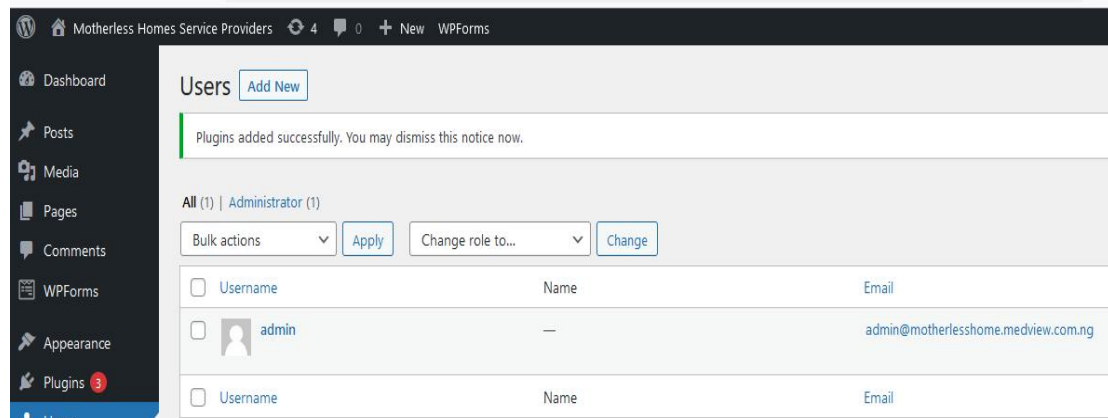 Motherless Homes Service Providers 4 0 + New WPForms
Dashboard
Posts
Media
Pages
Comments
WPForms
Appearance
Plugins 3
Users Add New
Plugins added successfully. You may dismiss this notice now.
All (1) | Administrator (1)
Bulk actions Apply Change role to... Change
Username Name Email
admin — admin@motherlesshome.medview.com.ng
Username Name Email